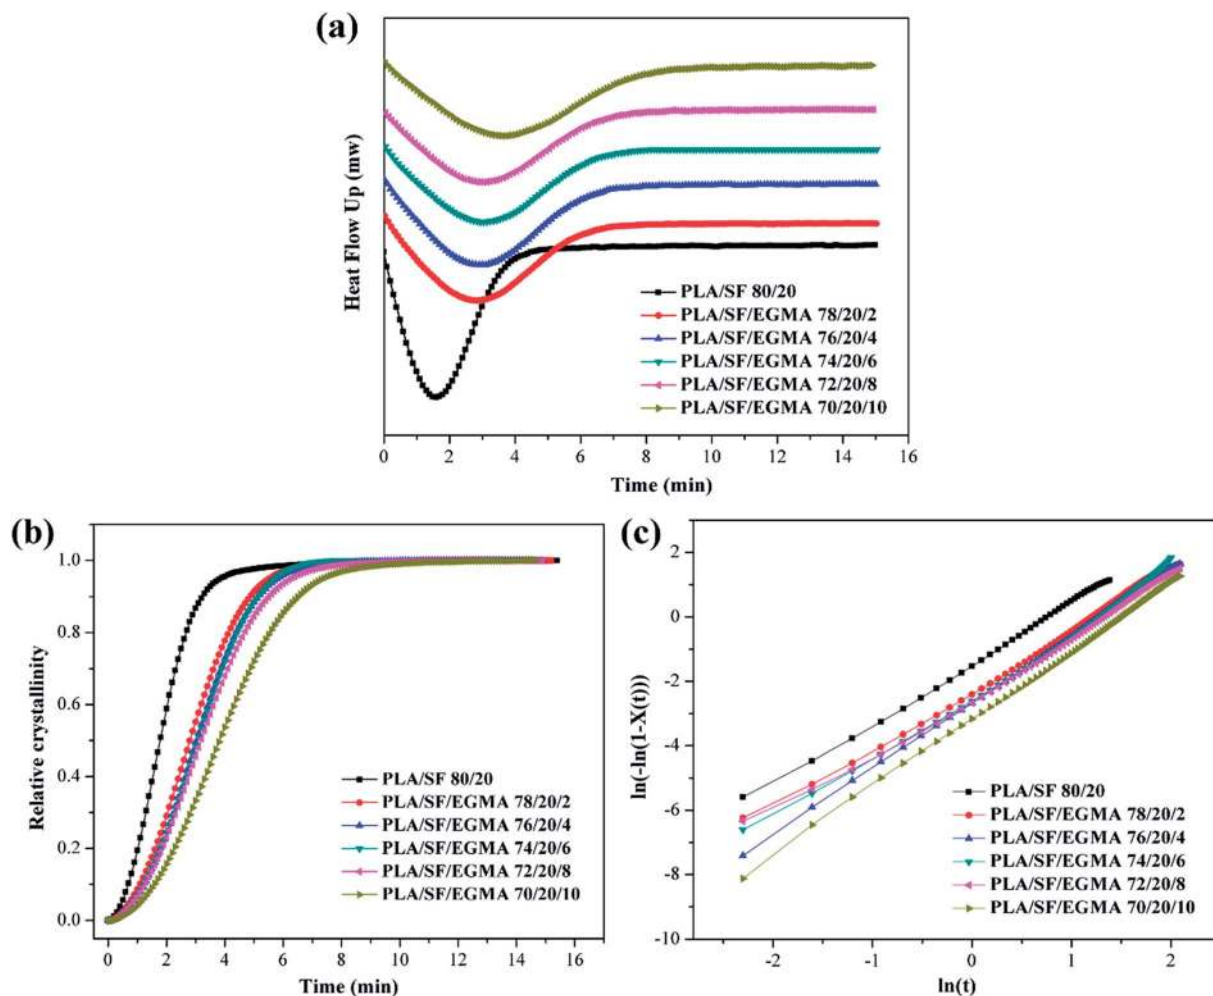 (a)
Heat Flow Up (mw)
PLA/SF 80/20
PLA/SF/EGMA 78/20/2
PLA/SF/EGMA 76/20/4
PLA/SF/EGMA 74/20/6
PLA/SF/EGMA 72/20/8
PLA/SF/EGMA 70/20/10
0 2 4 6 8 10 12 14 16
Time (min)
(b)
Relative crystallinity
1.0
0.8
0.6
0.4
0.2
0.0
PLA/SF 80/20
PLA/SF/EGMA 78/20/2
PLA/SF/EGMA 76/20/4
PLA/SF/EGMA 74/20/6
PLA/SF/EGMA 72/20/8
PLA/SF/EGMA 70/20/10
0 2 4 6 8 10 12 14 16
Time (min)
(c)
ln(-ln(1-X(t)))
2
0
-2
-4
-6
-8
-10
PLA/SF 80/20
PLA/SF/EGMA 78/20/2
PLA/SF/EGMA 76/20/4
PLA/SF/EGMA 74/20/6
PLA/SF/EGMA 72/20/8
PLA/SF/EGMA 70/20/10
-2 -1 0 1 2
ln(t)